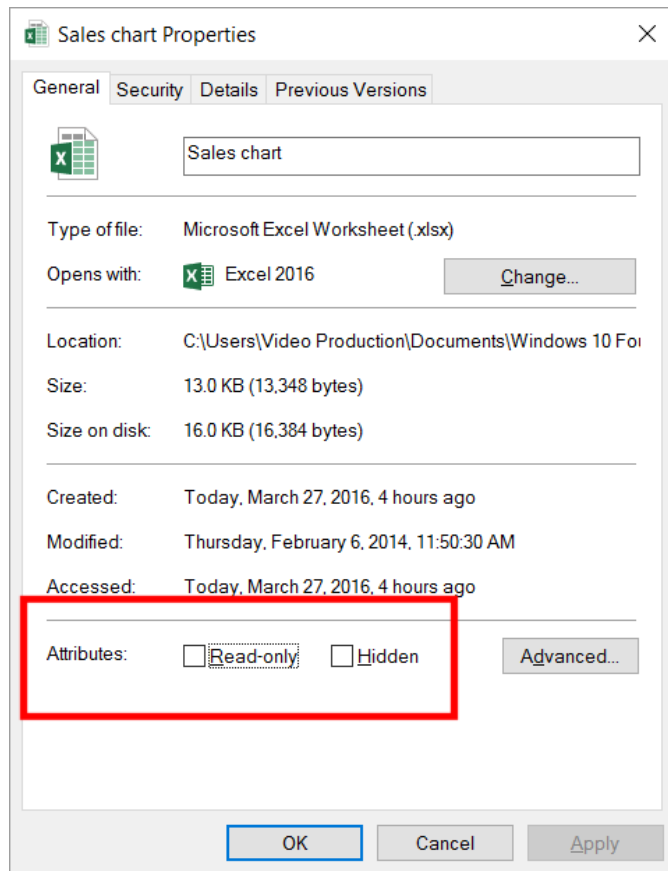 Sales chart Properties
General Security Details Previous Versions
Sales chart
Type of file: Microsoft Excel Worksheet (.xlsx)
Opens with: Excel 2016 Change...
Location: C:\Users\Video Production\Documents\Windows 10 Fou
Size: 13.0 KB (13,348 bytes)
Size on disk: 16.0 KB (16,384 bytes)
Created: Today, March 27, 2016, 4 hours ago
Modified: Thursday, February 6, 2014, 11:50:30 AM
Accessed: Today, March 27, 2016, 4 hours ago
Attributes: Read-only Hidden Advanced...
OK Cancel Apply